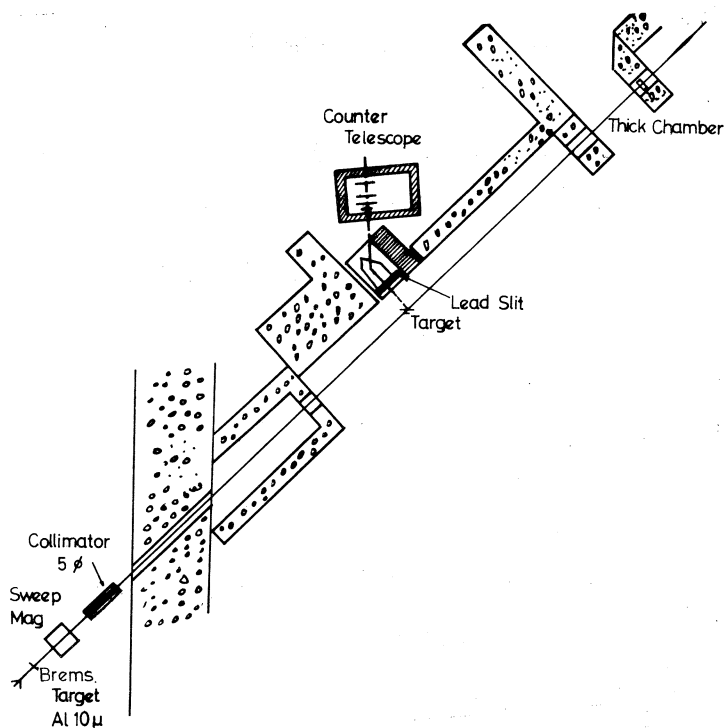 Counter
Telescope
Thick Chamber
Lead Slit
Target
Collimator
5 ϕ
Sweep
Mag
Brems.
Target
Al 10µ